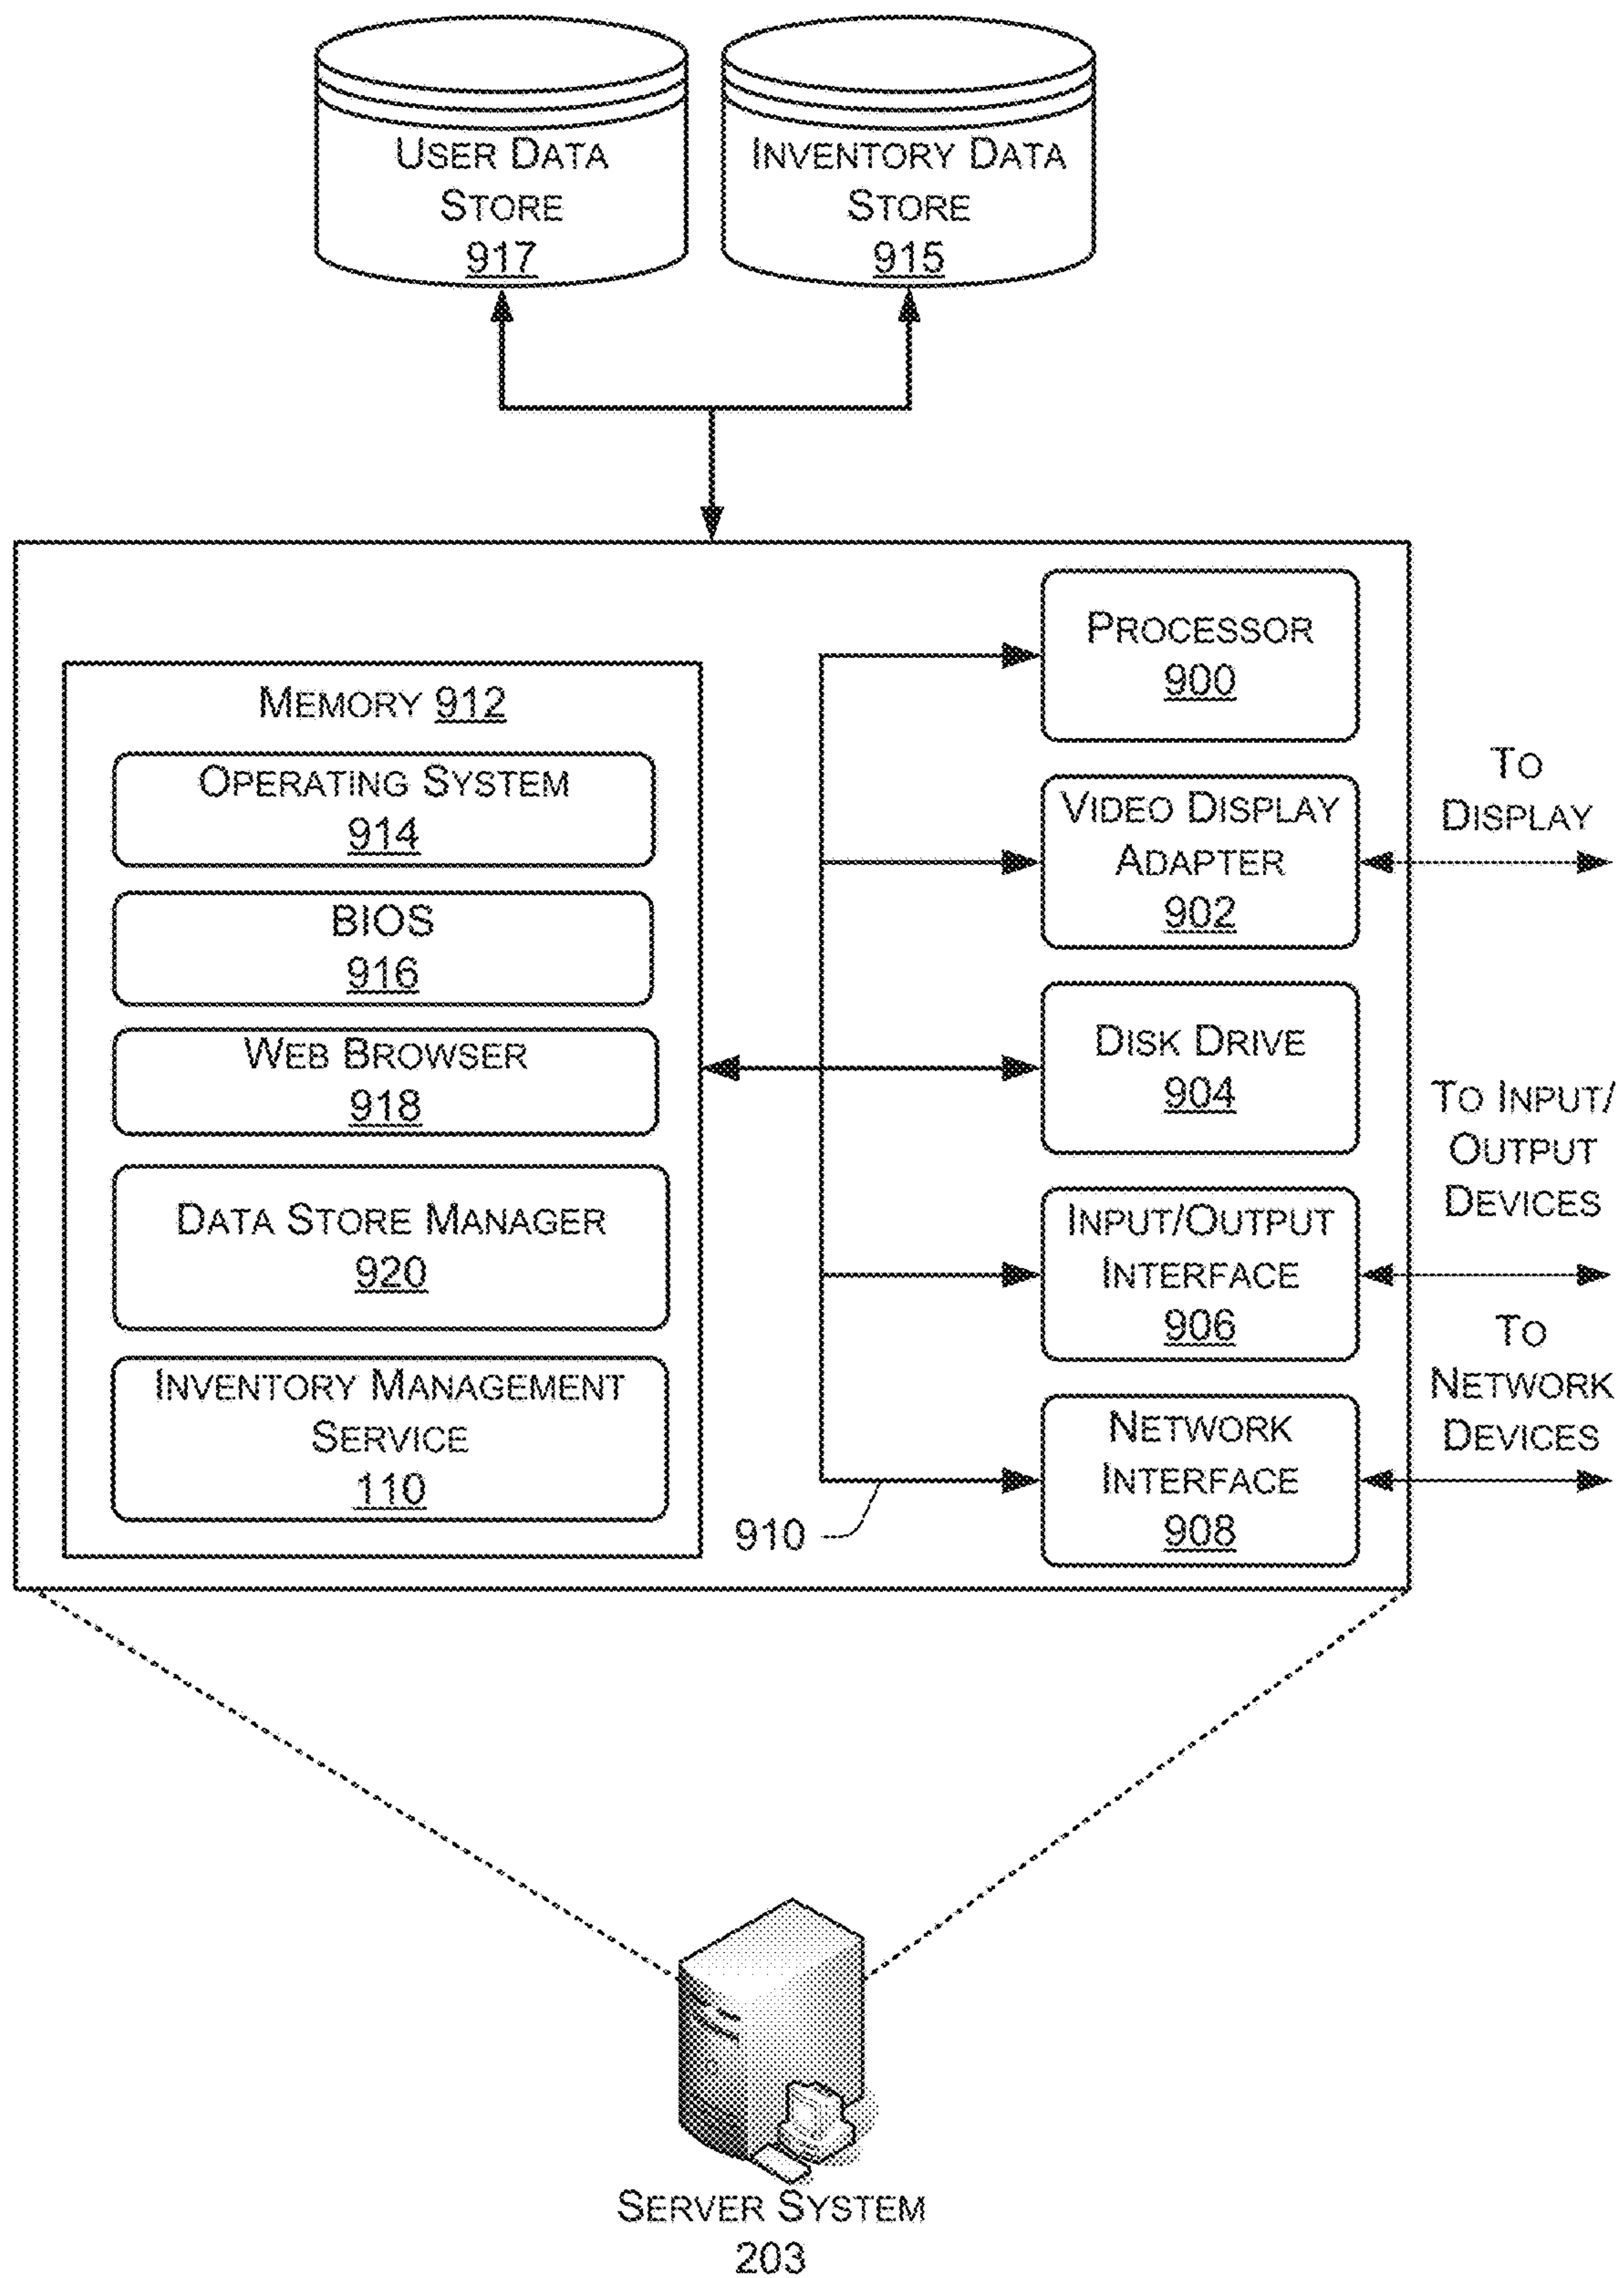 USER DATA
STORE
917
INVENTORY DATA
STORE
915
MEMORY 912
OPERATING SYSTEM
914
BIOS
916
WEB BROWSER
918
DATA STORE MANAGER
920
INVENTORY MANAGEMENT
SERVICE
110
PROCESSOR
900
VIDEO DISPLAY
ADAPTER
902
DISK DRIVE
904
INPUT/OUTPUT
INTERFACE
906
NETWORK
INTERFACE
908
910
TO
DISPLAY
TO INPUT/
OUTPUT
DEVICES
TO
NETWORK
DEVICES
SERVER SYSTEM
203